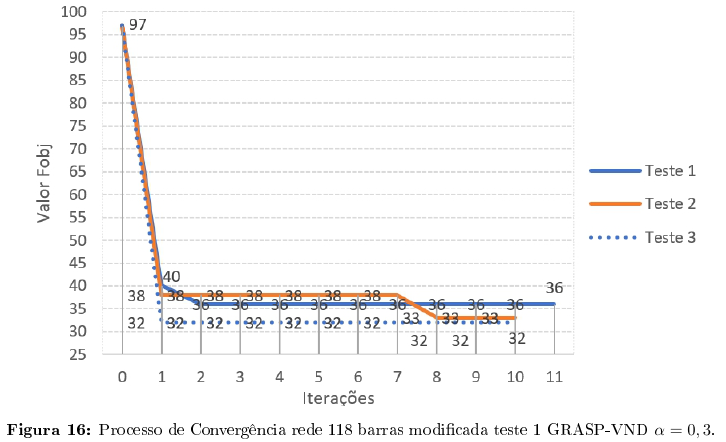 100
97
95
90
85
80
75
70
65
60
55
50
45
40
35
30
25
Valor Fobj
40
38 38 38 38 38 38 38
36 36 36 36 36 36 36 36 36 36
33 33 33
32 32 32 32 32 32 32 32 32 32
0 1 2 3 4 5 6 7 8 9 10 11
Iterações
Teste 1
Teste 2
Teste 3
Figura 16: Processo de Convergência rede 118 barras modificada teste 1 GRASP-VND α = 0, 3.